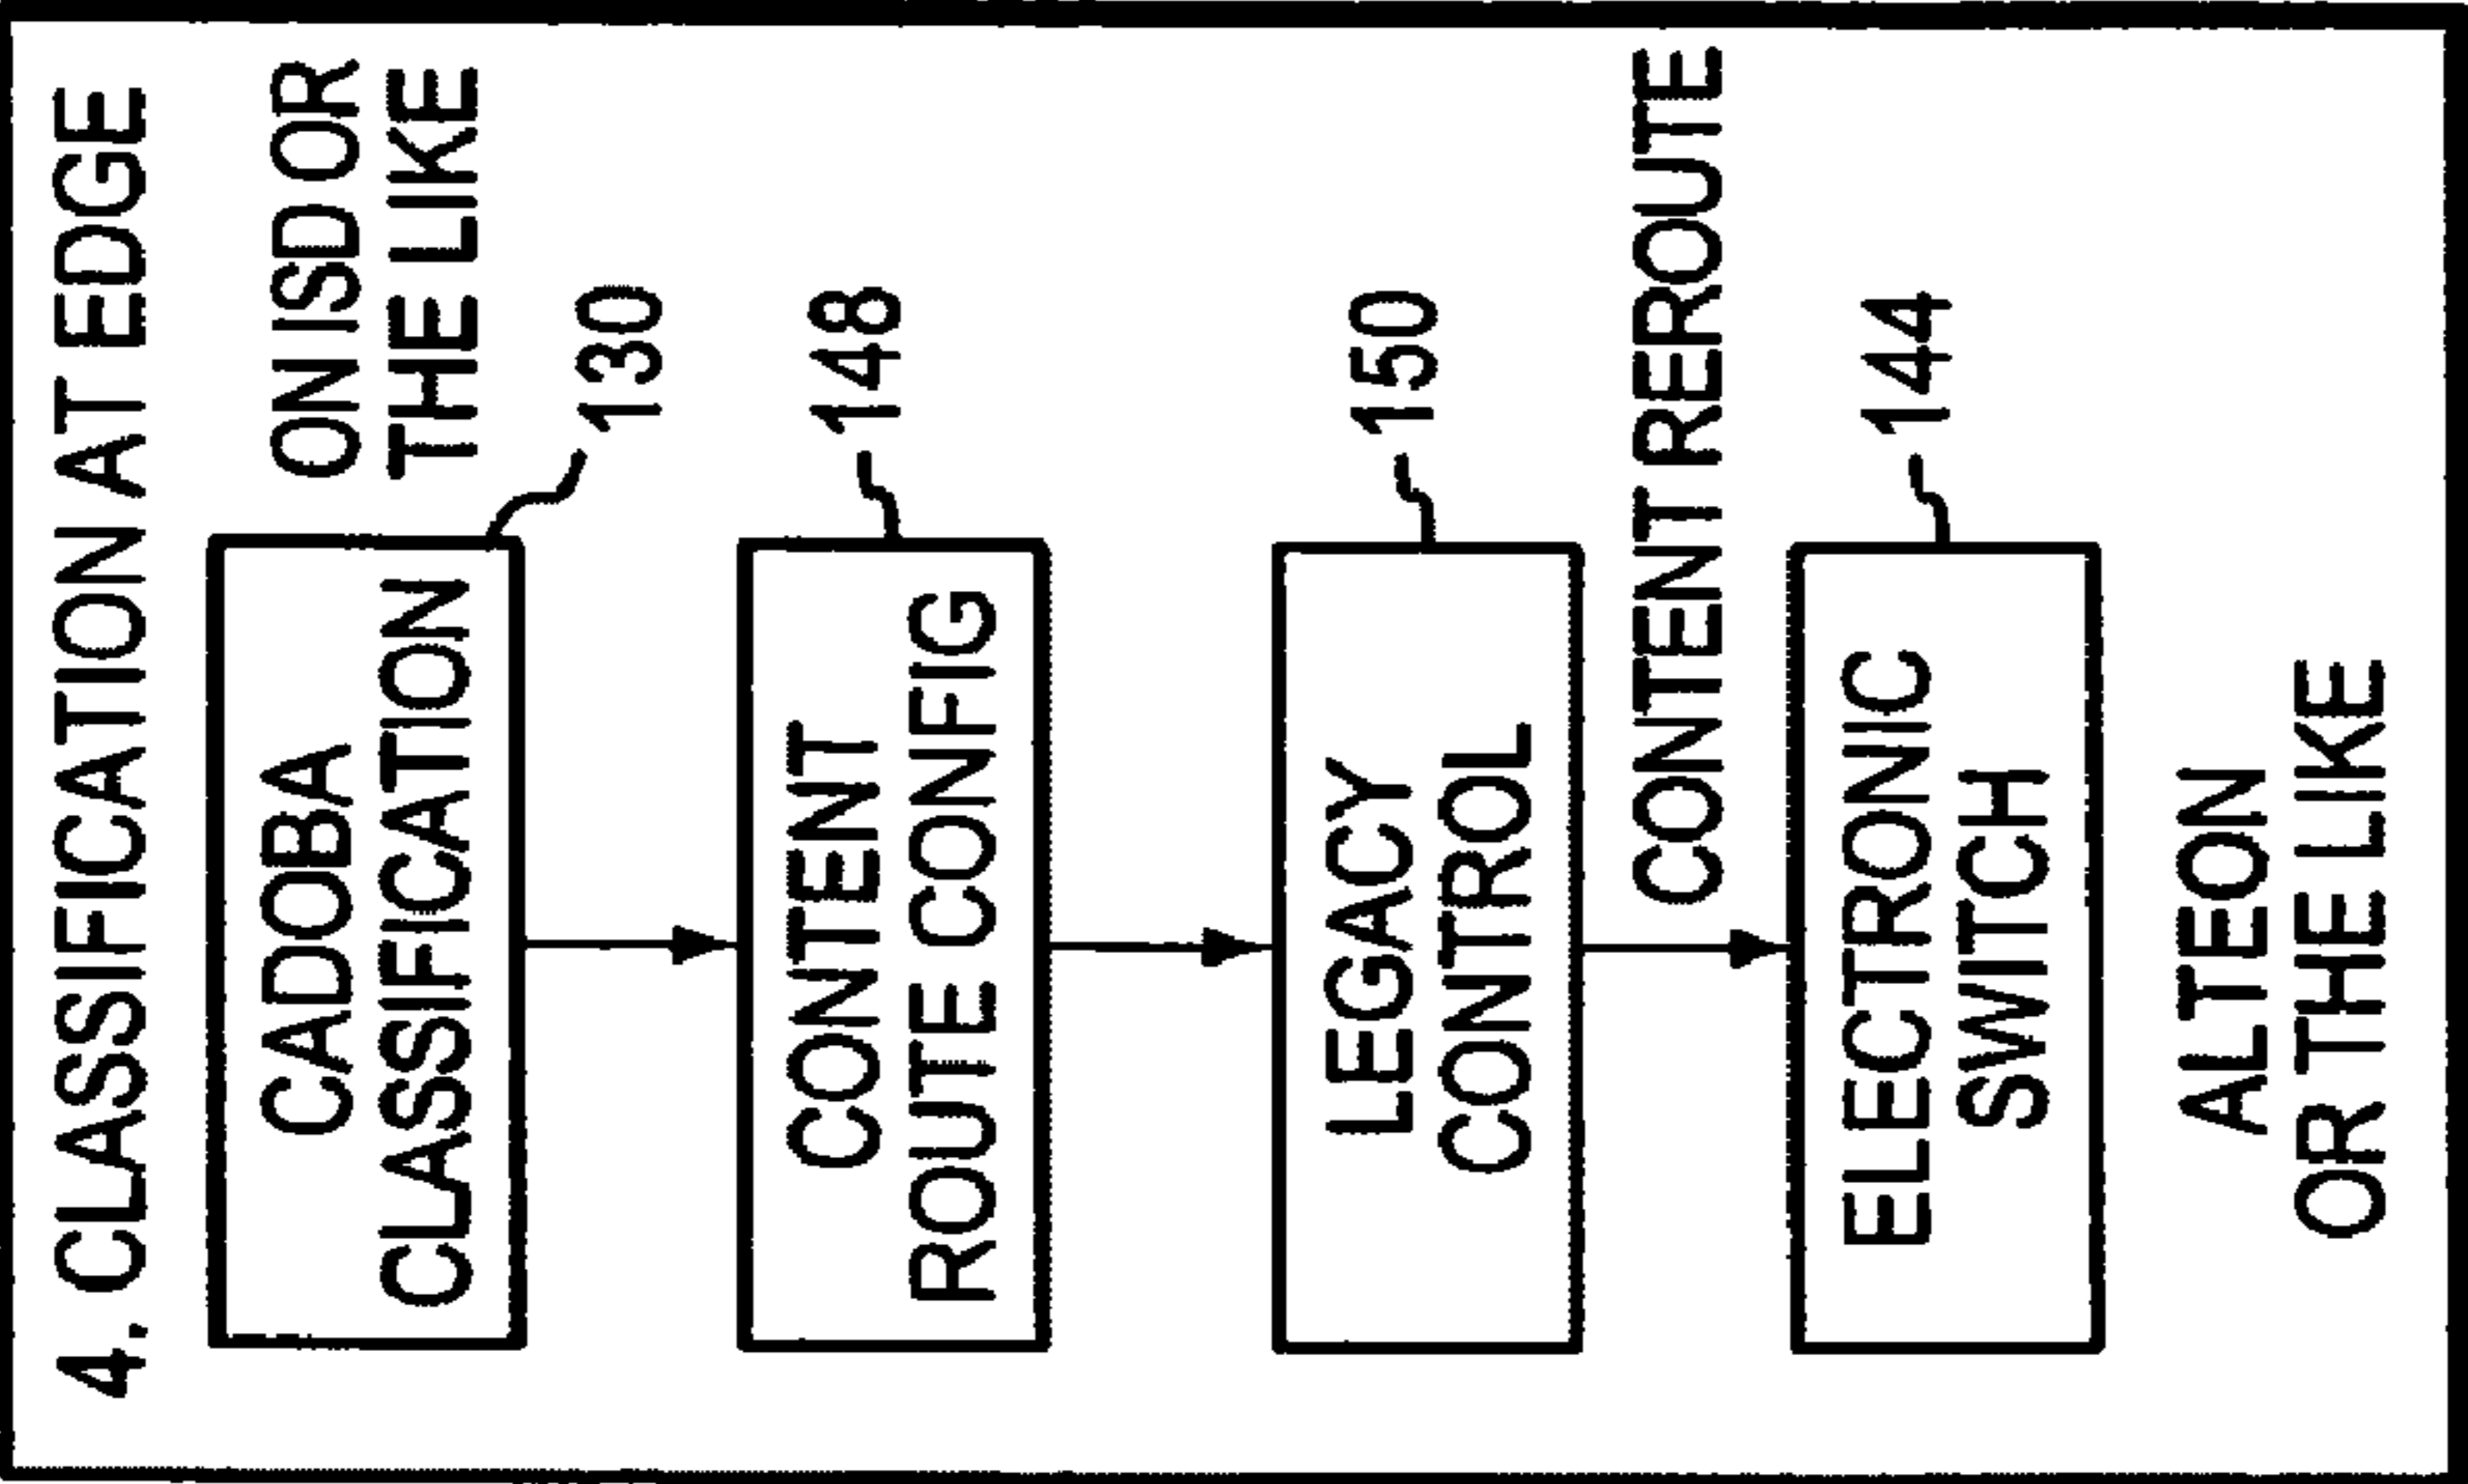 4. CLASSIFICATION AT EDGE
CADOBA
CLASSIFICATION
ON ISD OR
THE LIKE
130
CONTENT
ROUTE CONFIG
148
LEGACY
CONTROL
150
CONTENT REROUTE
ELECTRONIC
SWITCH
144
ALTEON
OR THE LIKE